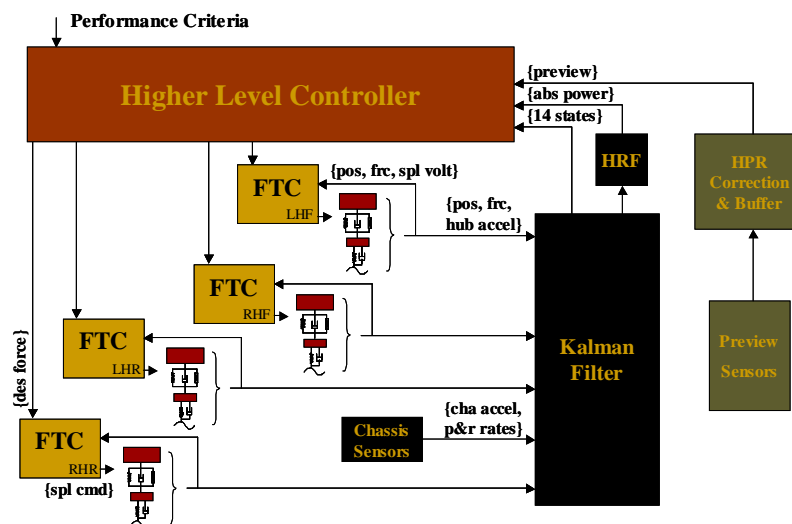 Performance Criteria
Higher Level Controller
{preview}
{abs power}
{14 states}
HRF
HPR
Correction
& Buffer
FTC
LHF
{pos, frc, spl volt}
{pos, frc,
hub accel}
FTC
RHF
FTC
LHR
{des force}
Kalman
Filter
Preview
Sensors
Chassis
Sensors
{cha accel,
p&r rates}
FTC
RHR
{spl cmd}